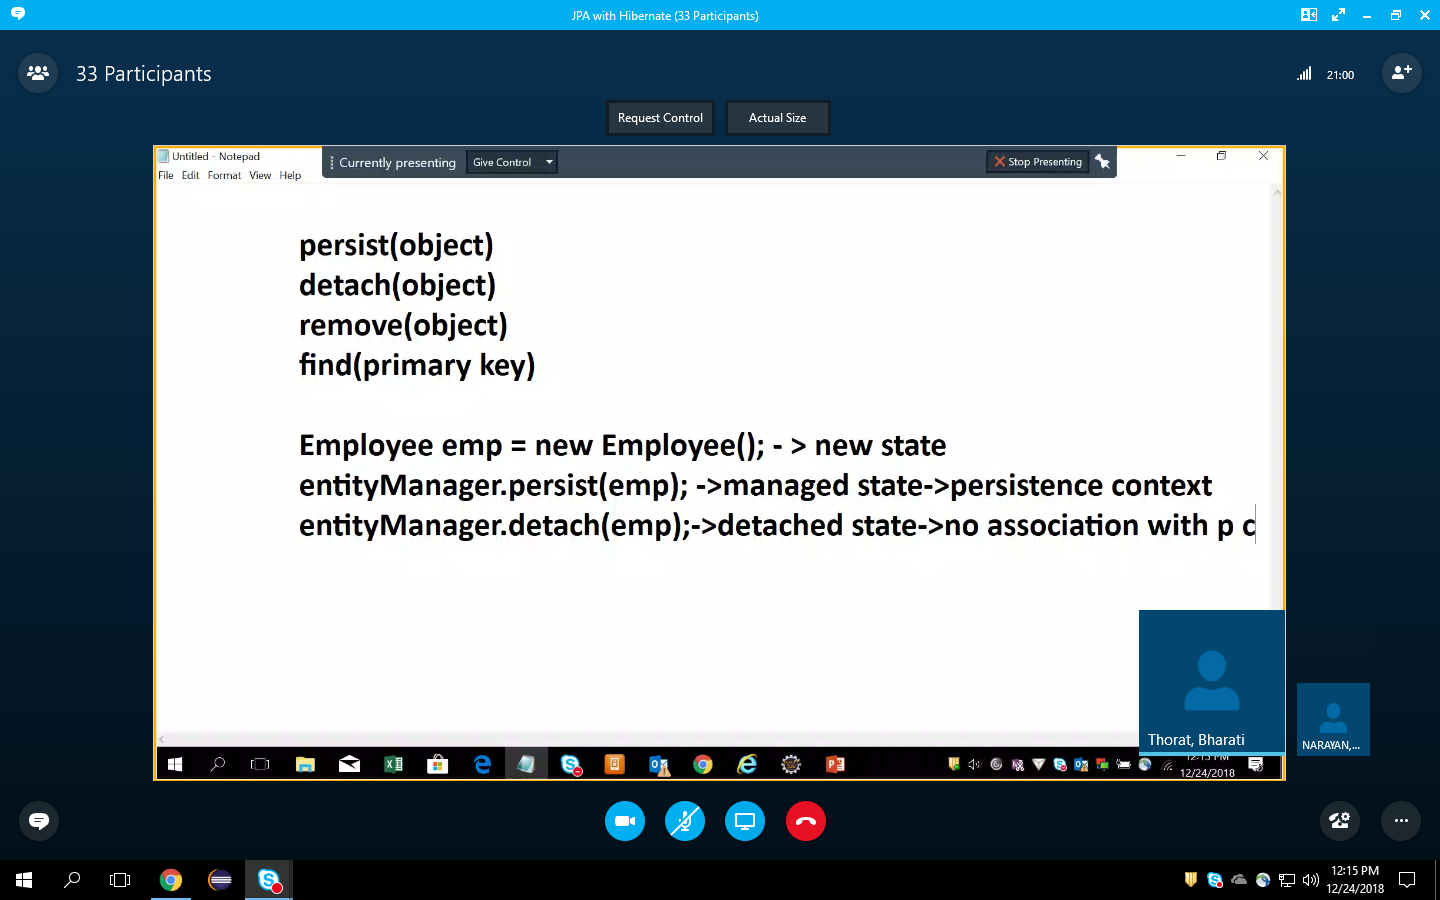 JPA with Hibernate (33 Participants)
33 Participants
21:00
Request Control
Actual Size
Untitled - Notepad
Currently presenting
Give Control
Stop Presenting
File Edit Format View Help
persist(object)
detach(object)
remove(object)
find(primary key)
Employee emp = new Employee(); - > new state
entityManager.persist(emp); ->managed state->persistence context
entityManager.detach(emp);->detached state->no association with p c
Thorat, Bharati
NARAYAN,...
12:15 PM
12/24/2018
12:15 PM
12/24/2018